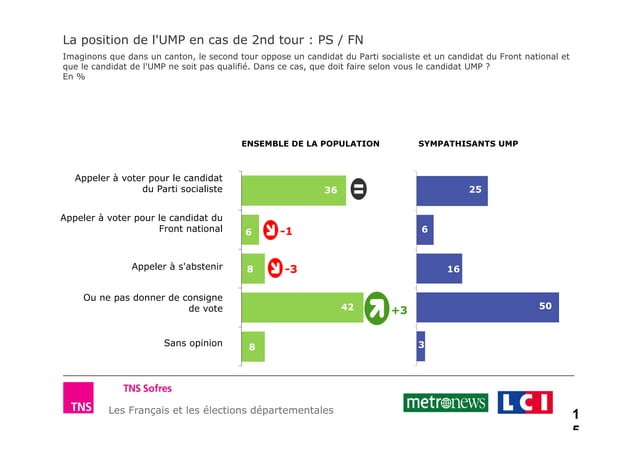 La position de l'UMP en cas de 2nd tour : PS / FN
Imaginons que dans un canton, le second tour oppose un candidat du Parti socialiste et un candidat du Front national et
que le candidat de l'UMP ne soit pas qualifié. Dans ce cas, que doit faire selon vous le candidat UMP ?
En %
ENSEMBLE DE LA POPULATION
SYMPATHISANTS UMP
Appeler à voter pour le candidat
du Parti socialiste
36
=
25
Appeler à voter pour le candidat du
Front national
6
-1
6
Appeler à s'abstenir
8
-3
16
Ou ne pas donner de consigne
de vote
42
+3
50
Sans opinion
8
3
TNS Sofres
TNS
Les Français et les élections départementales
metronews
LCI
1